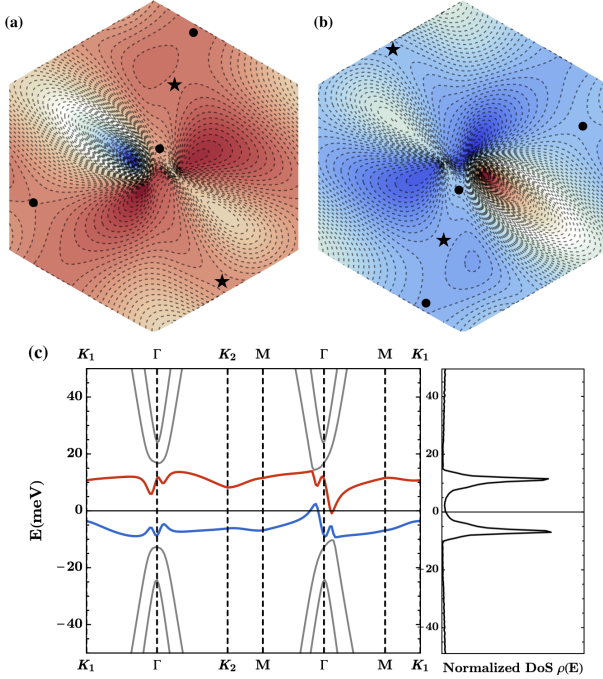 (a)
(b)
(c)
K1 Γ K2 M Γ M K1
40
20
0
−20
−40
E(meV)
40
20
0
−20
−40
K1 Γ K2 M Γ M K1
Normalized DoS ρ(E)